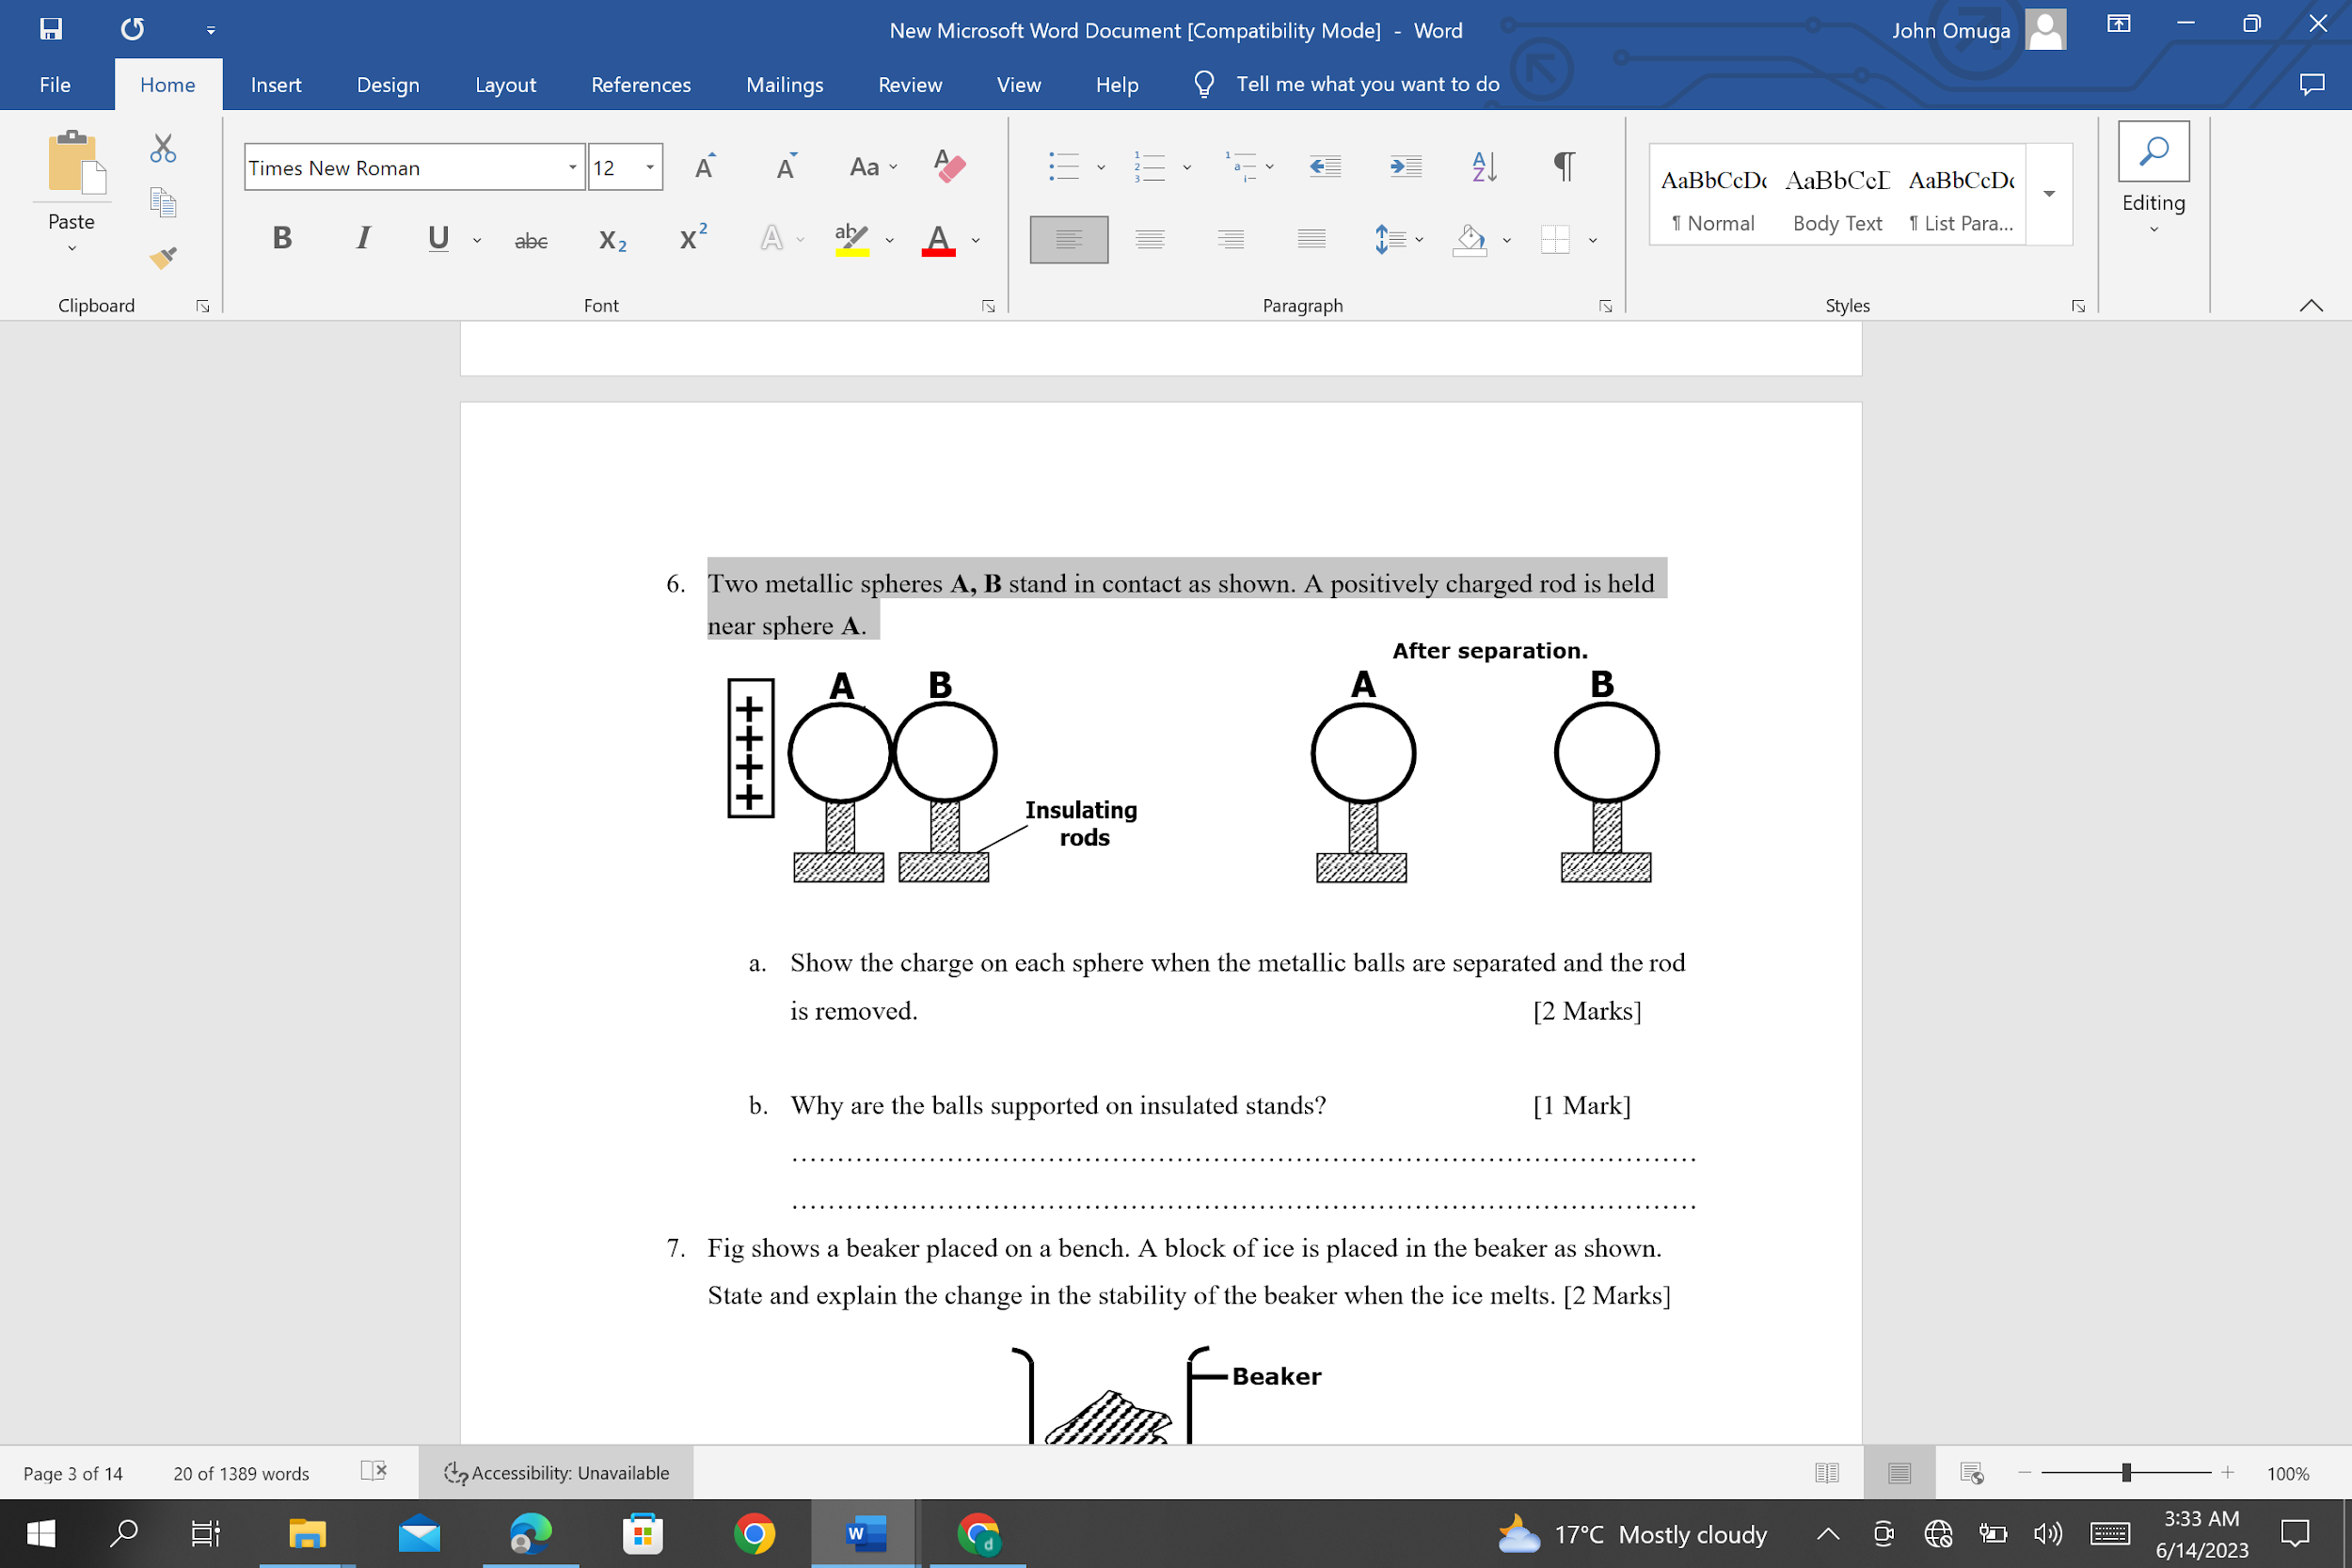 New Microsoft Word Document [Compatibility Mode] - Word
John Omuga
File Home Insert Design Layout References Mailings Review View Help Tell me what you want to do
Paste
Clipboard
Times New Roman 12
Aa
B I U abc X2 X2 A ab A
Font
Paragraph
AaBbCcDc AaBbCcD AaBbCcDc
¶ Normal Body Text ¶ List Para...
Styles
Editing
6. Two metallic spheres A, B stand in contact as shown. A positively charged rod is held
near sphere A.
After separation.
A B A B
+
+
+
+
Insulating
rods
a. Show the charge on each sphere when the metallic balls are separated and the rod
is removed. [2 Marks]
b. Why are the balls supported on insulated stands? [1 Mark]
7. Fig shows a beaker placed on a bench. A block of ice is placed in the beaker as shown.
State and explain the change in the stability of the beaker when the ice melts. [2 Marks]
Beaker
Page 3 of 14 20 of 1389 words Accessibility: Unavailable 100%
17°C Mostly cloudy
3:33 AM
6/14/2023